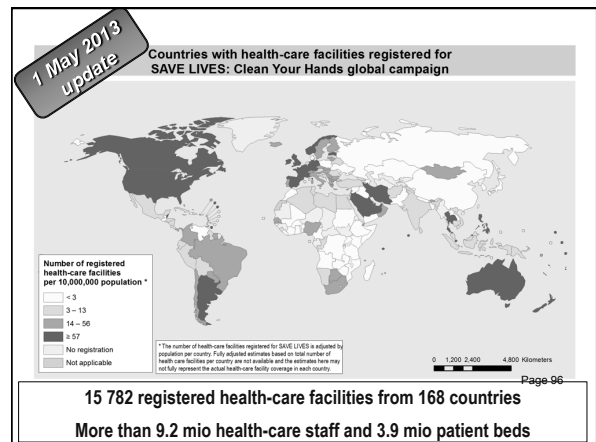 1 May 2013
update
Countries with health-care facilities registered for
SAVE LIVES: Clean Your Hands global campaign
Number of registered
health-care facilities
per 10,000,000 population *
< 3
3 – 13
14 – 56
≥ 57
No registration
Not applicable
* The number of health-care facilities registered for SAVE LIVES is adjusted by
population per country. Fully adjusted estimates based on total number of
health care facilities per country are not available and the estimates here may
not fully represent the actual health-care facility coverage in each country.
0 1,200 2,400 4,800 Kilometers
Page 96
15 782 registered health-care facilities from 168 countries
More than 9.2 mio health-care staff and 3.9 mio patient beds